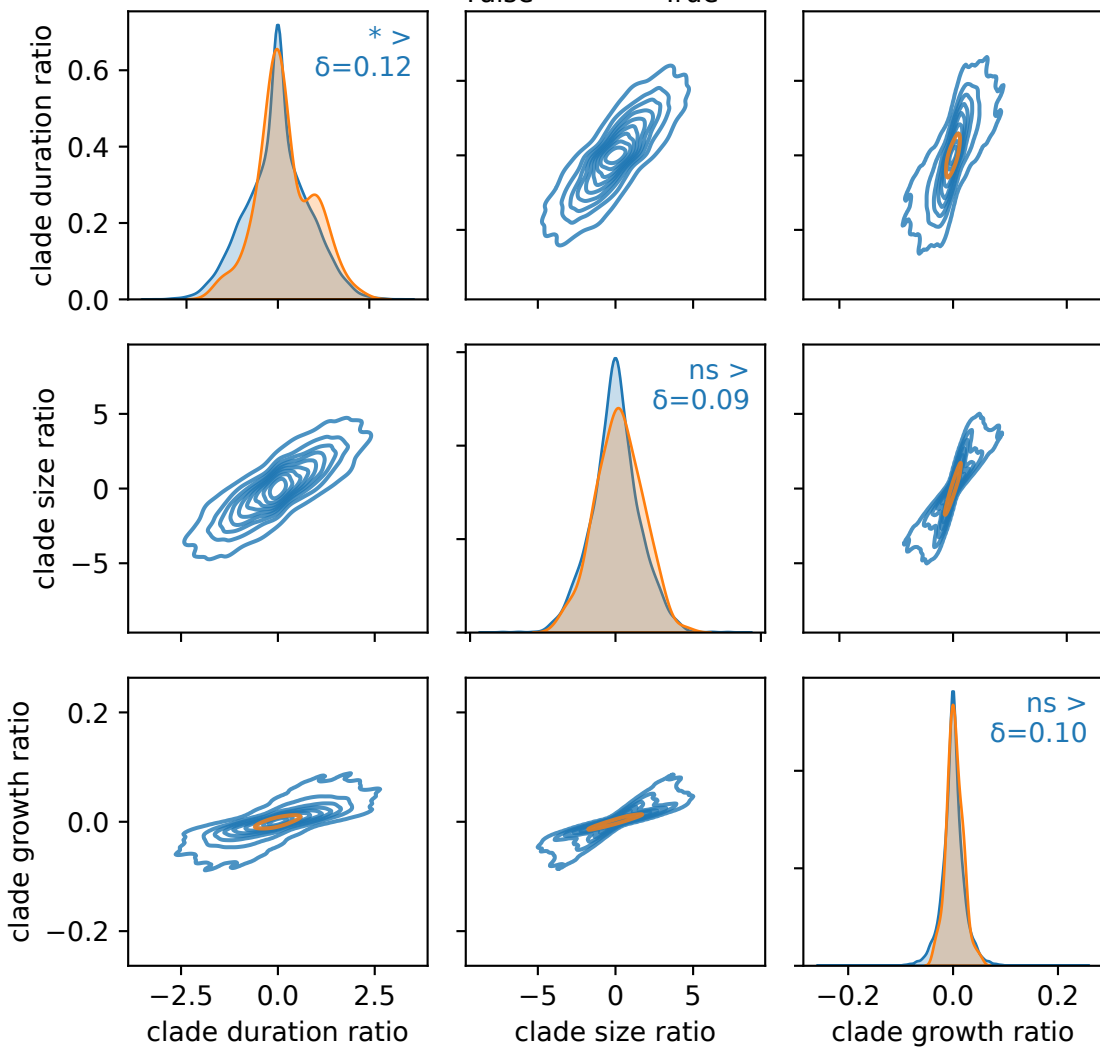 * >
δ=0.12
clade duration ratio
0.6
0.4
0.2
0.0
ns >
δ=0.09
clade size ratio
5
0
−5
ns >
δ=0.10
clade growth ratio
0.2
0.0
−0.2
−2.5 0.0 2.5
−5 0 5
−0.2 0.0 0.2
clade duration ratio
clade size ratio
clade growth ratio